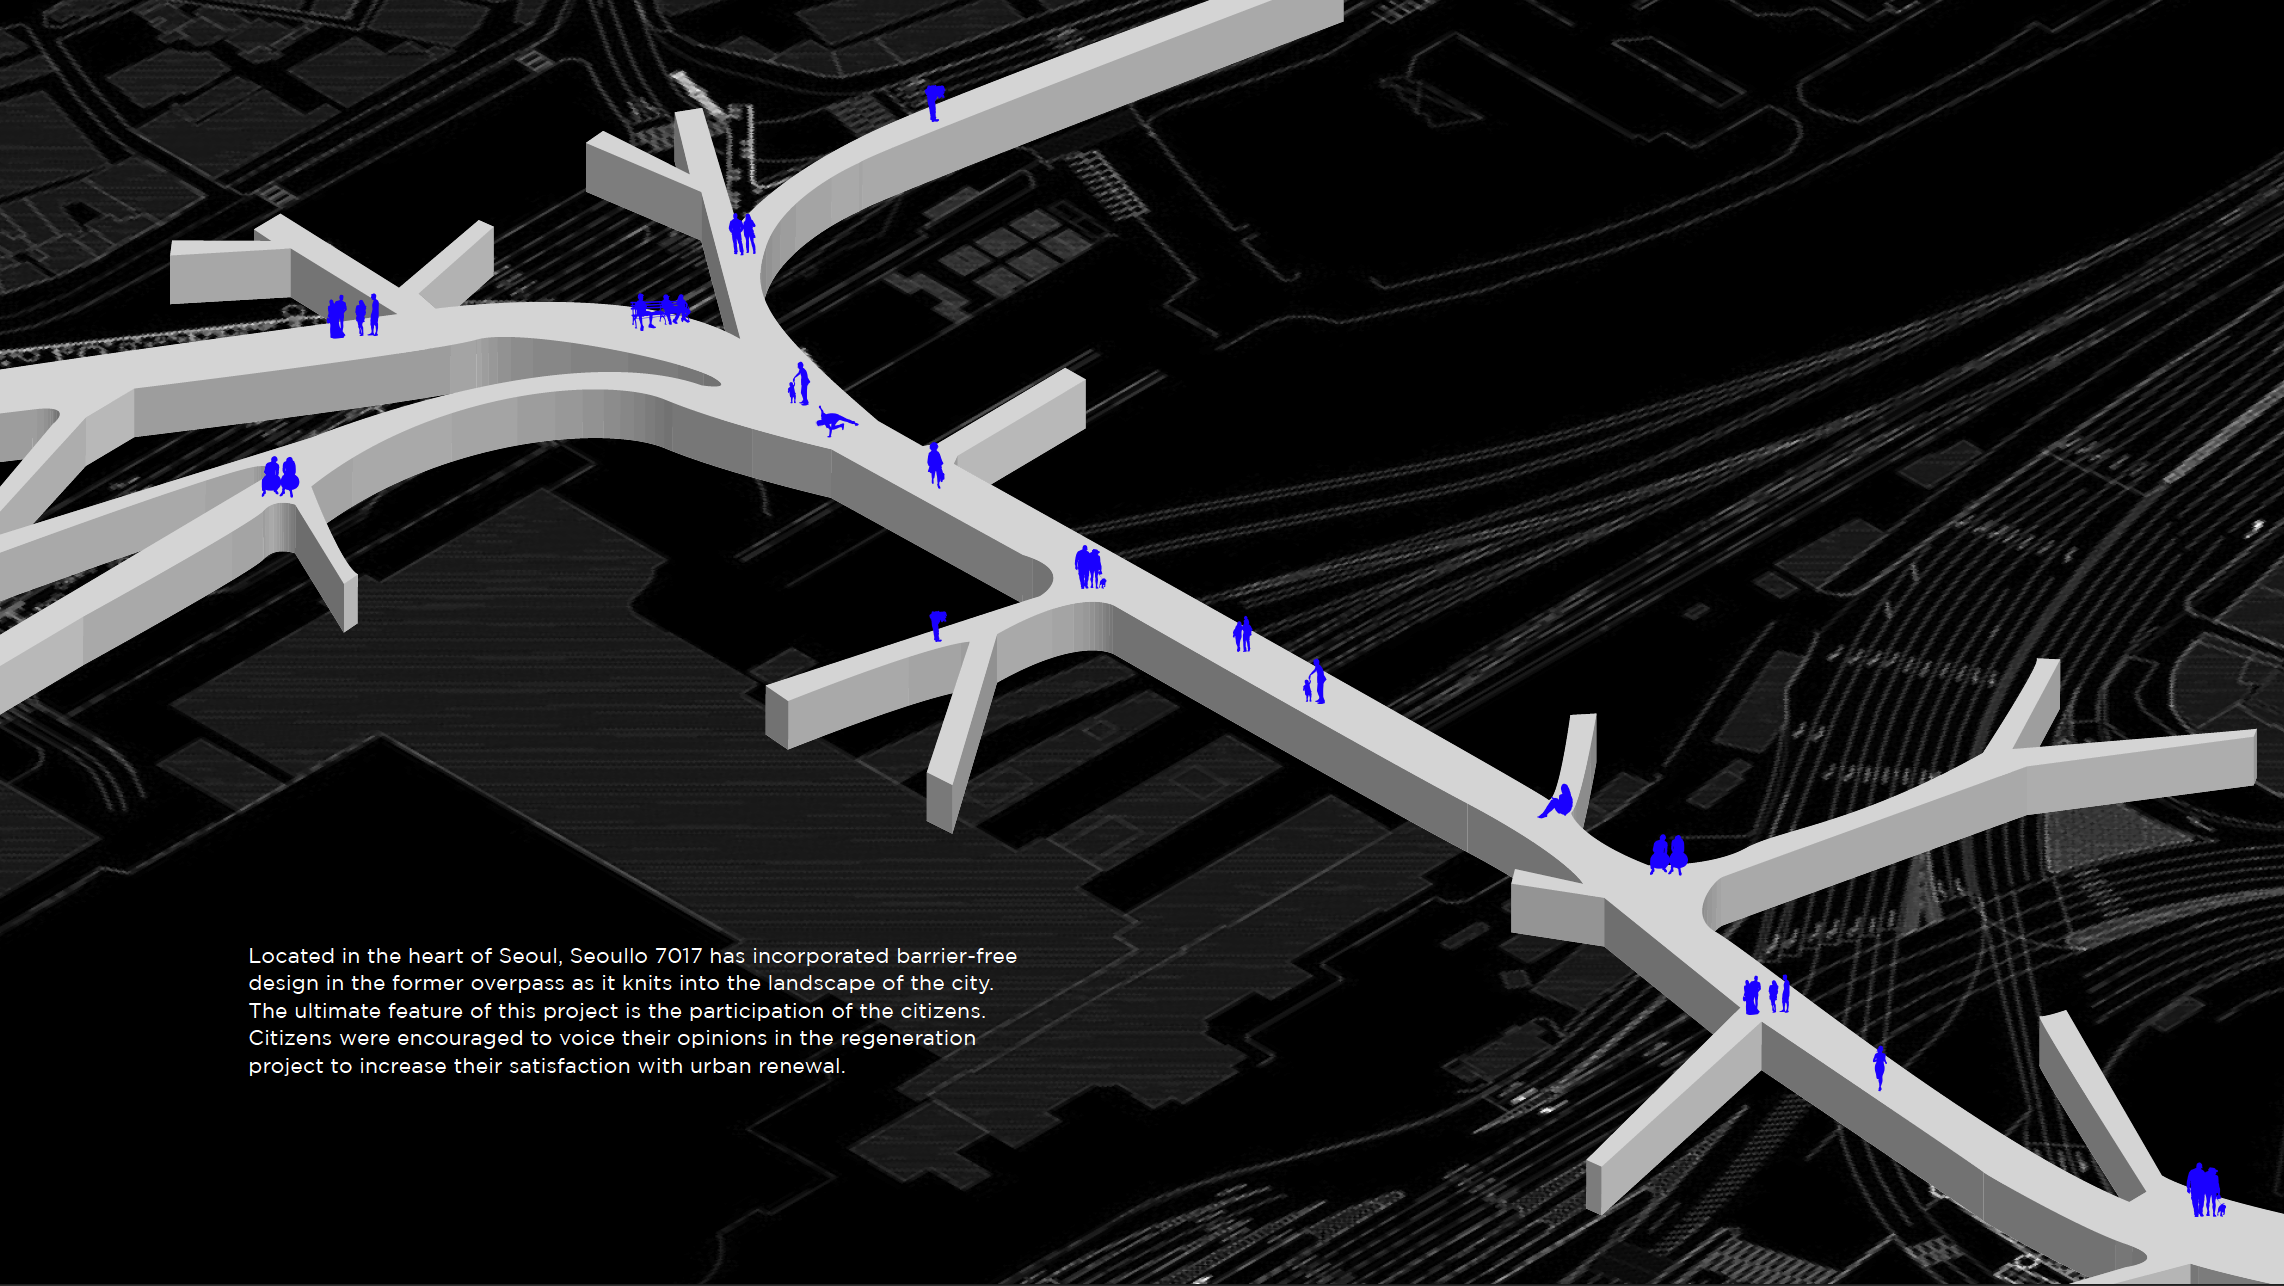 Located in the heart of Seoul, Seoullo 7017 has incorporated barrier-free
design in the former overpass as it knits into the landscape of the city.
The ultimate feature of this project is the participation of the citizens.
Citizens were encouraged to voice their opinions in the regeneration
project to increase their satisfaction with urban renewal.